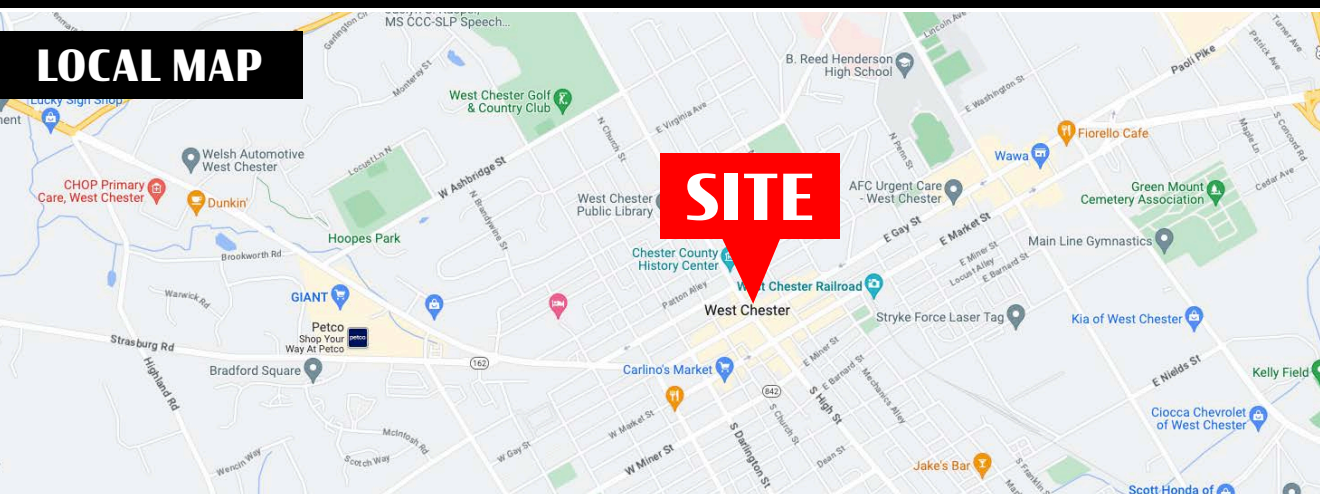 MS CCC-SLP Speech...
LOCAL MAP
Lucky Sign Shop
Garlington Cir
Monteray St
West Chester Golf
& Country Club
B. Reed Henderson
High School
Lincoln Ave
Paoli Pike
Patrick Ave
Turner Ave
E Washington St
E Virginia Ave
N Church St
N Penn St
Fiorello Cafe
Maple Ln
S Concord Rd
Cedar Ave
Welsh Automotive
West Chester
Locust Ln N
W Ashbridge St
N Brandywine St
Wawa
CHOP Primary
Care, West Chester
Dunkin'
West Chester
Public Library
SITE
AFC Urgent Care
- West Chester
Green Mount
Cemetery Association
Hoopes Park
E Gay St
E Market St
Main Line Gymnastics
Brookworth Rd
Chester County
History Center
E Miner St
Locust Alley
E Barnard St
Warwick Rd
GIANT
Patton Alley
West Chester Railroad
West Chester
Stryke Force Laser Tag
Kia of West Chester
Petco
Shop Your
Way At Petco
petco
Strasburg Rd
Highland Rd
Bradford Square
162
Carlino's Market
E Miner St
E Barnard St
Mechanics Alley
E Nields St
Kelly Field
842
S High St
S Church St
W Market St
W Gay St
W Miner St
S Darlington St
Dean St
Ciocca Chevrolet
of West Chester
McIntosh Rd
Scotch Way
Wencin Way
Jake's Bar
S Franklin
Scott Honda of